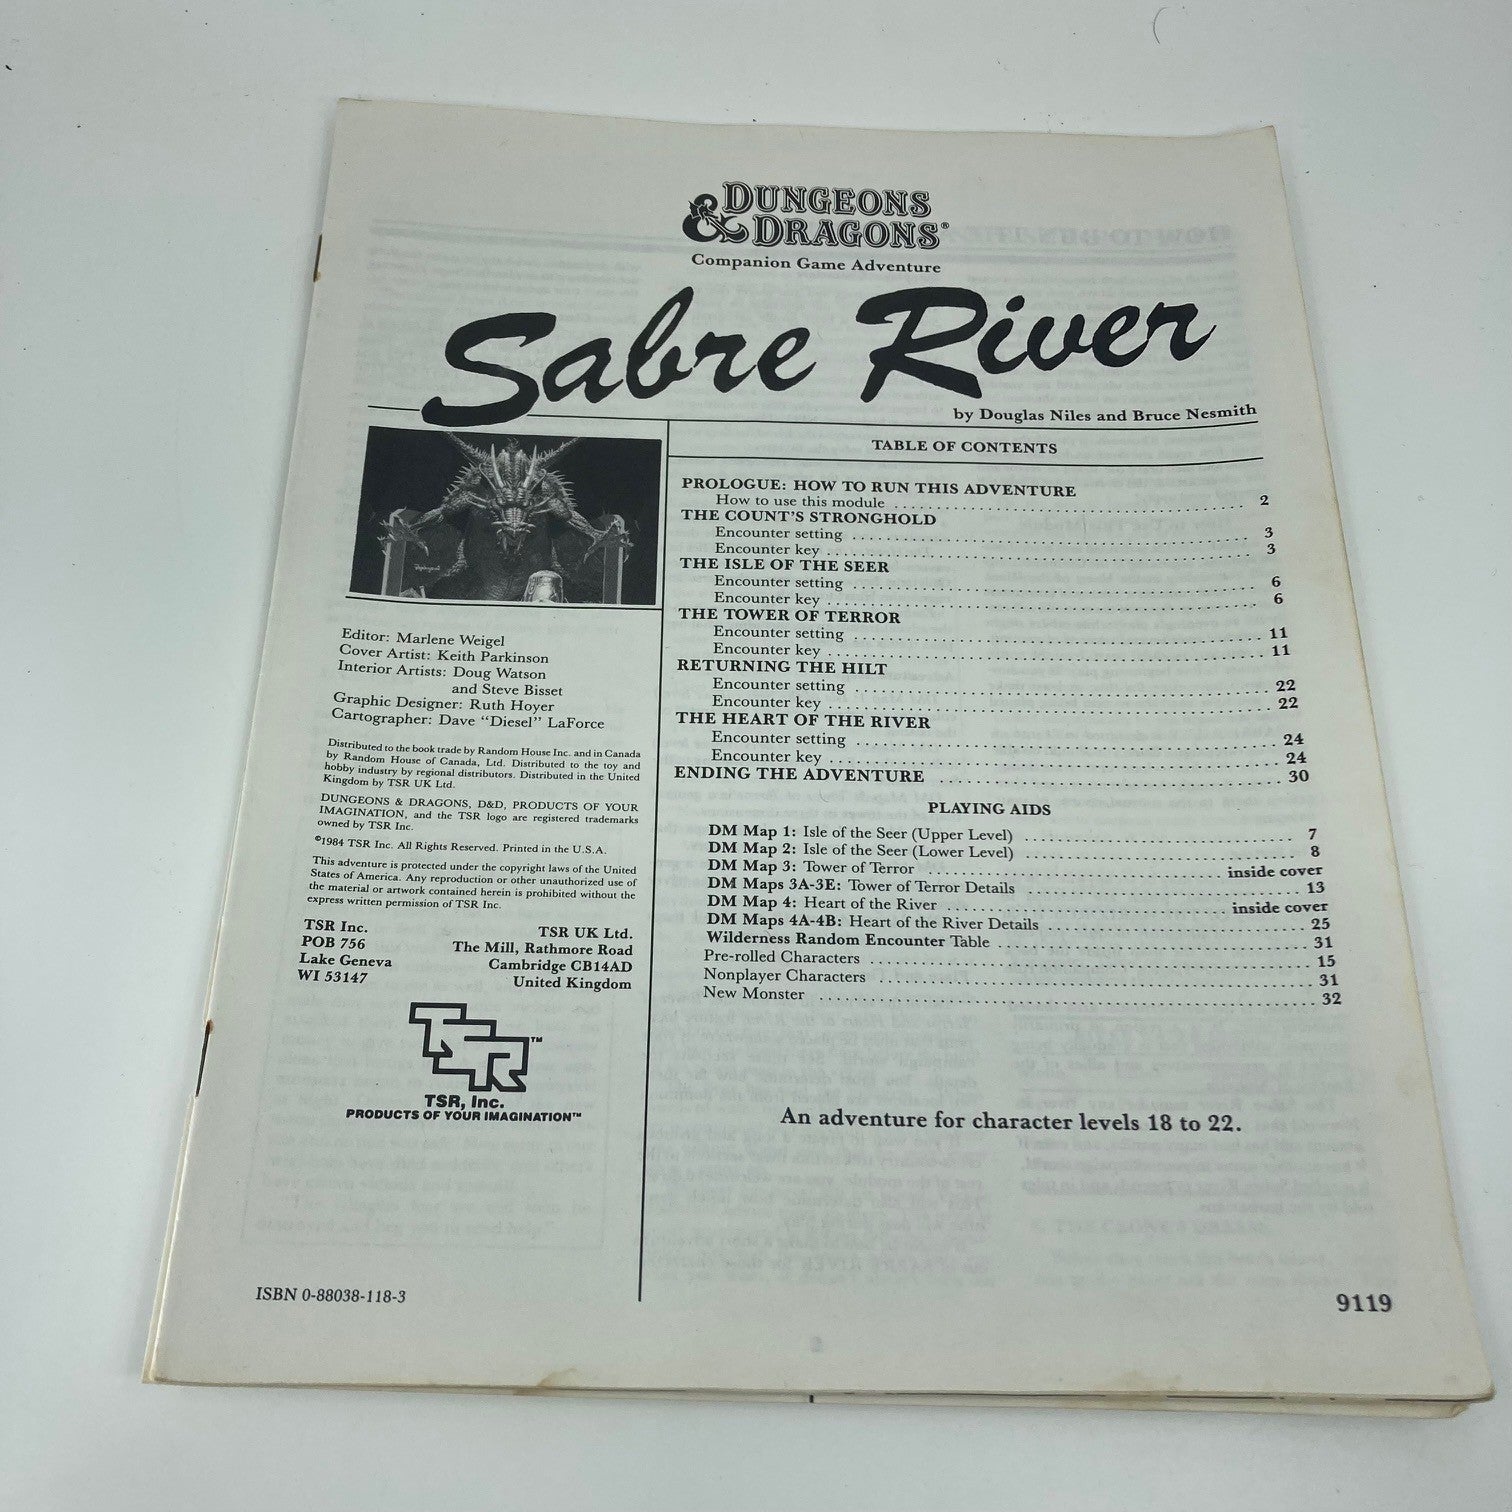 DUNGEONS
& DRAGONS®
Companion Game Adventure
Sabre River
by Douglas Niles and Bruce Nesmith
Editor: Marlene Weigel
Cover Artist: Keith Parkinson
Interior Artists: Doug Watson
and Steve Bisset
Graphic Designer: Ruth Hoyer
Cartographer: Dave "Diesel" LaForce
Distributed to the book trade by Random House Inc. and in Canada
by Random House of Canada, Ltd. Distributed to the toy and
hobby industry by regional distributors. Distributed in the United
Kingdom by TSR UK Ltd.
DUNGEONS & DRAGONS, D&D, PRODUCTS OF YOUR
IMAGINATION, and the TSR logo are registered trademarks
owned by TSR Inc.
©1984 TSR Inc. All Rights Reserved. Printed in the U.S.A.
This adventure is protected under the copyright laws of the United
States of America. Any reproduction or other unauthorized use of
the material or artwork contained herein is prohibited without the
express written permission of TSR Inc.
TSR Inc.
POB 756
Lake Geneva
WI 53147
TSR UK Ltd.
The Mill, Rathmore Road
Cambridge CB14AD
United Kingdom
TSR™
TSR, Inc.
PRODUCTS OF YOUR IMAGINATION™
ISBN 0-88038-118-3
TABLE OF CONTENTS
PROLOGUE: HOW TO RUN THIS ADVENTURE
How to use this module 2
THE COUNT'S STRONGHOLD
Encounter setting 3
Encounter key 3
THE ISLE OF THE SEER
Encounter setting 6
Encounter key 6
THE TOWER OF TERROR
Encounter setting 11
Encounter key 11
RETURNING THE HILT
Encounter setting 22
Encounter key 22
THE HEART OF THE RIVER
Encounter setting 24
Encounter key 24
ENDING THE ADVENTURE 30
PLAYING AIDS
DM Map 1: Isle of the Seer (Upper Level) 7
DM Map 2: Isle of the Seer (Lower Level) 8
DM Map 3: Tower of Terror inside cover
DM Maps 3A-3E: Tower of Terror Details 13
DM Map 4: Heart of the River inside cover
DM Maps 4A-4B: Heart of the River Details 25
Wilderness Random Encounter Table 31
Pre-rolled Characters 15
Nonplayer Characters 31
New Monster 32
An adventure for character levels 18 to 22.
9119